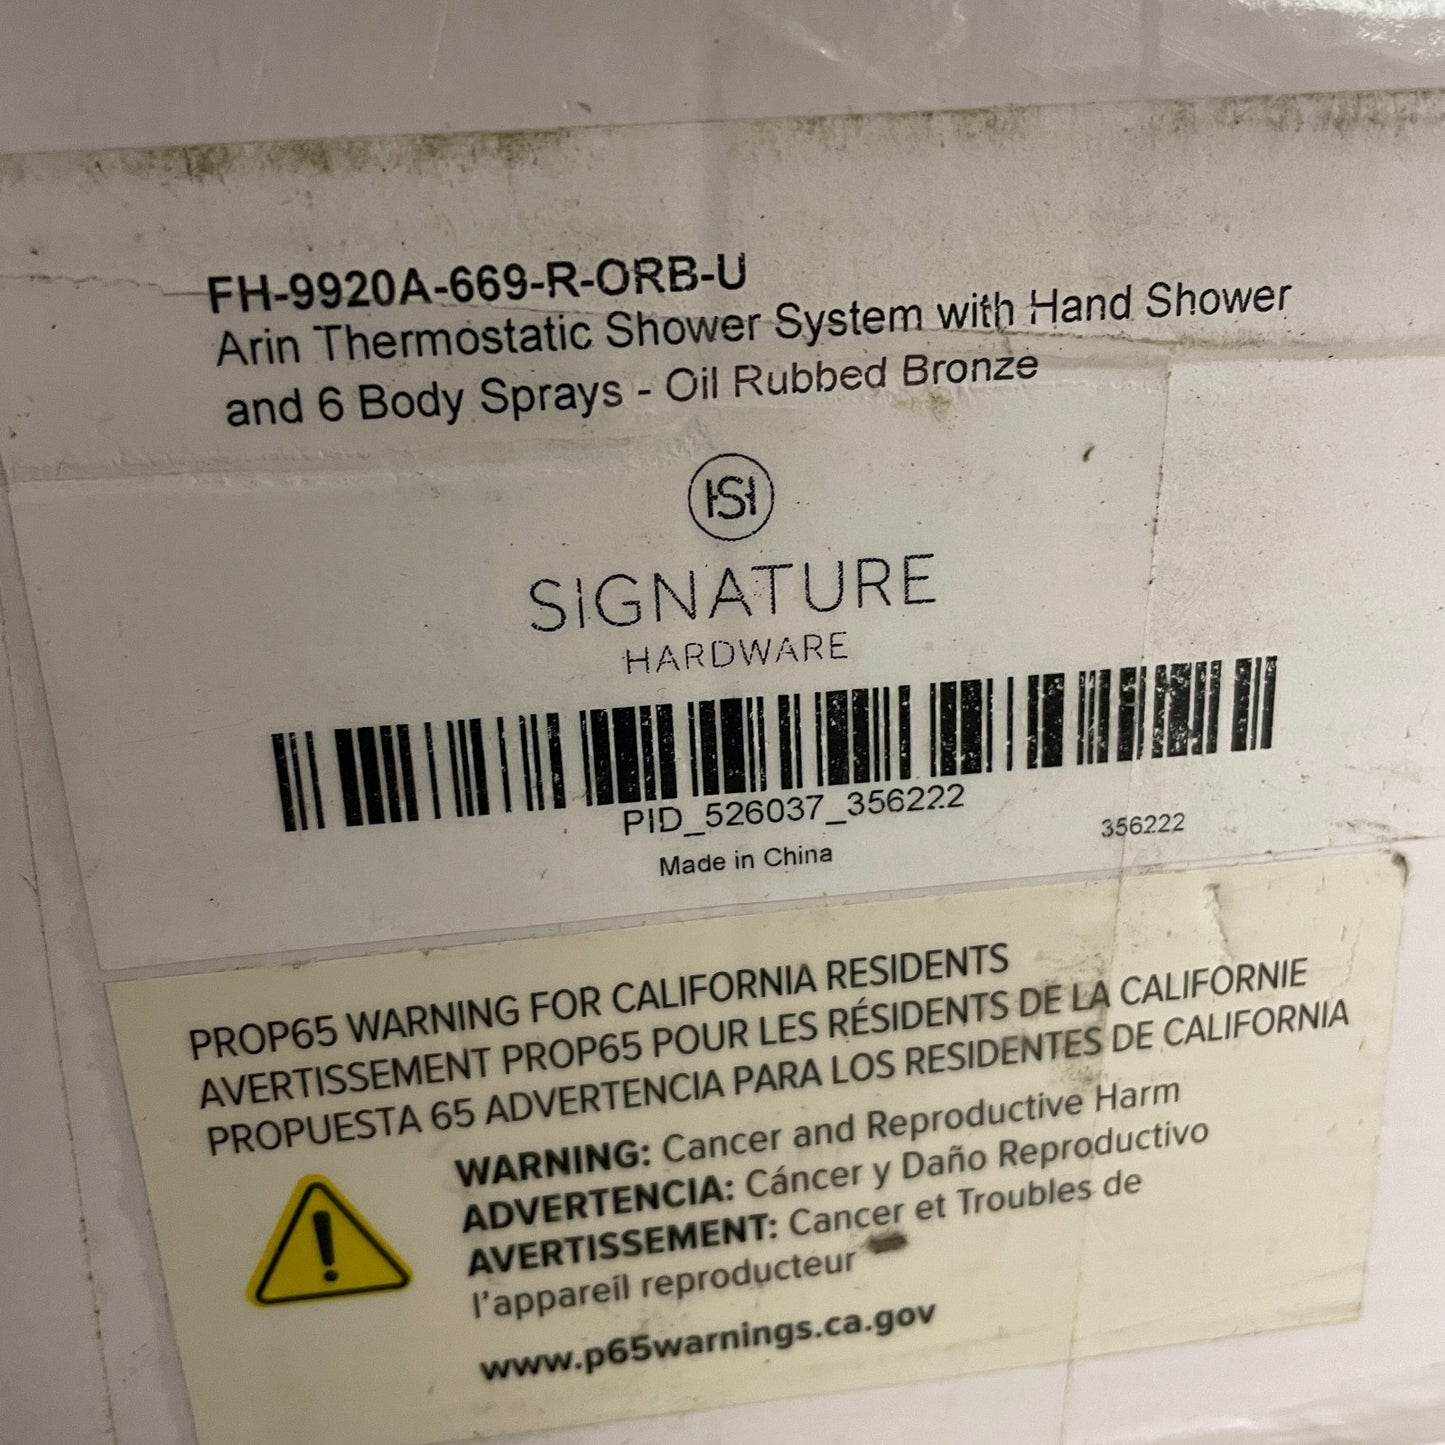 FH-9920A-669-R-ORB-U
Arin Thermostatic Shower System with Hand Shower
and 6 Body Sprays - Oil Rubbed Bronze
SH
SIGNATURE
HARDWARE
PID_526037_356222
Made in China
356222
PROP65 WARNING FOR CALIFORNIA RESIDENTS
AVERTISSEMENT PROP65 POUR LES RÉSIDENTS DE LA CALIFORNIE
PROPUESTA 65 ADVERTENCIA PARA LOS RESIDENTES DE CALIFORNIA
WARNING: Cancer and Reproductive Harm
ADVERTENCIA: Cáncer y Daño Reproductivo
AVERTISSEMENT: Cancer et Troubles de
l'appareil reproducteur
www.p65warnings.ca.gov